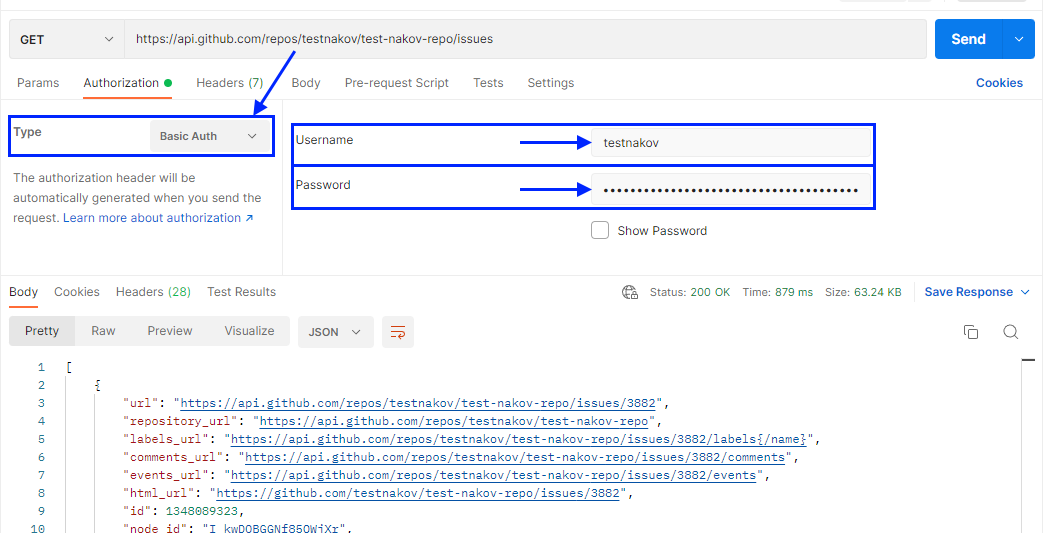 GET https://api.github.com/repos/testnakov/test-nakov-repo/issues Send
Params Authorization Headers (7) Body Pre-request Script Tests Settings Cookies
Type Basic Auth
The authorization header will be
automatically generated when you send the
request. Learn more about authorization ↗
Username testnakov
Password ••••••••••••••••••••••••••••••••••••••••
Show Password
Body Cookies Headers (28) Test Results Status: 200 OK Time: 879 ms Size: 63.24 KB Save Response
Pretty Raw Preview Visualize JSON
1 [
2 {
3 "url": "https://api.github.com/repos/testnakov/test-nakov-repo/issues/3882",
4 "repository_url": "https://api.github.com/repos/testnakov/test-nakov-repo",
5 "labels_url": "https://api.github.com/repos/testnakov/test-nakov-repo/issues/3882/labels{/name}",
6 "comments_url": "https://api.github.com/repos/testnakov/test-nakov-repo/issues/3882/comments",
7 "events_url": "https://api.github.com/repos/testnakov/test-nakov-repo/issues/3882/events",
8 "html_url": "https://github.com/testnakov/test-nakov-repo/issues/3882",
9 "id": 1348089323,
10 "node_id": "I_kwDOBGGNf85QWjXr",